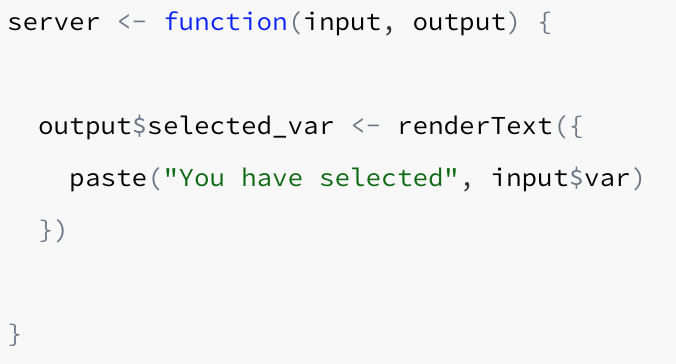 server <- function(input, output) {
  output$selected_var <- renderText({
    paste("You have selected", input$var)
  })
}